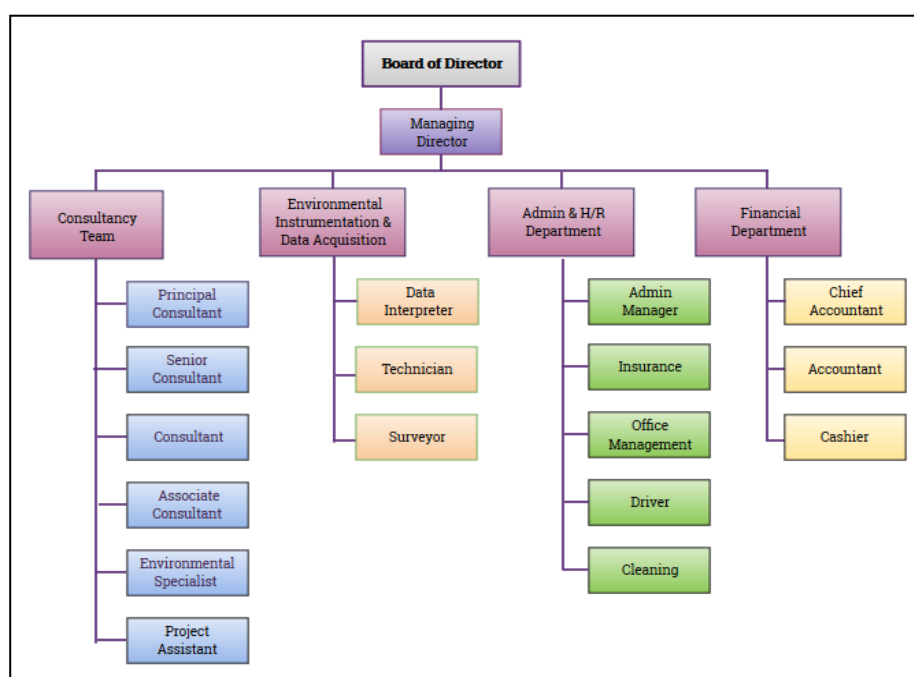 Board of Director
Managing
Director
Consultancy
Team
Environmental
Instrumentation &
Data Acquisition
Admin & H/R
Department
Financial
Department
Principal
Consultant
Senior
Consultant
Consultant
Associate
Consultant
Environmental
Specialist
Project
Assistant
Data
Interpreter
Technician
Surveyor
Admin
Manager
Insurance
Office
Management
Driver
Cleaning
Chief
Accountant
Accountant
Cashier